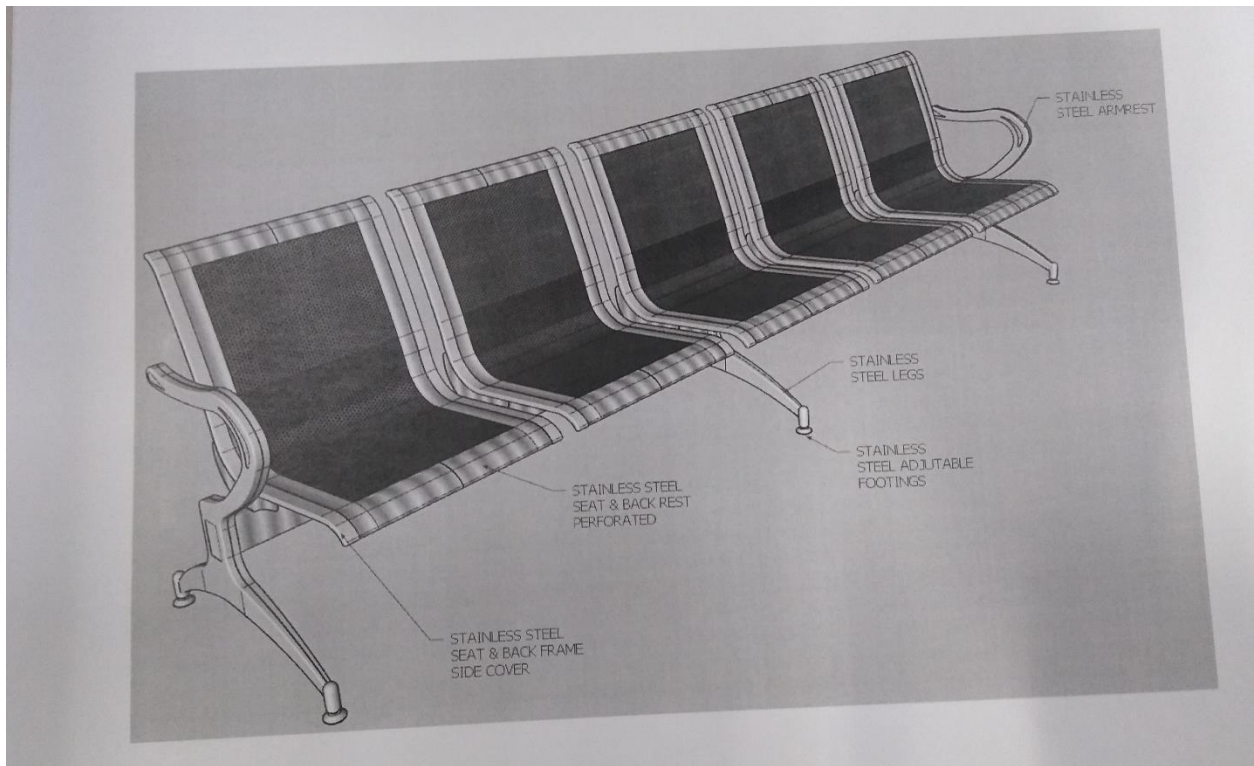 STAINLESS
STEEL ARMREST
STAINLESS
STEEL LEGS
STAINLESS
STEEL ADJUTABLE
FOOTINGS
STAINLESS STEEL
SEAT & BACK REST
PERFORATED
STAINLESS STEEL
SEAT & BACK FRAME
SIDE COVER